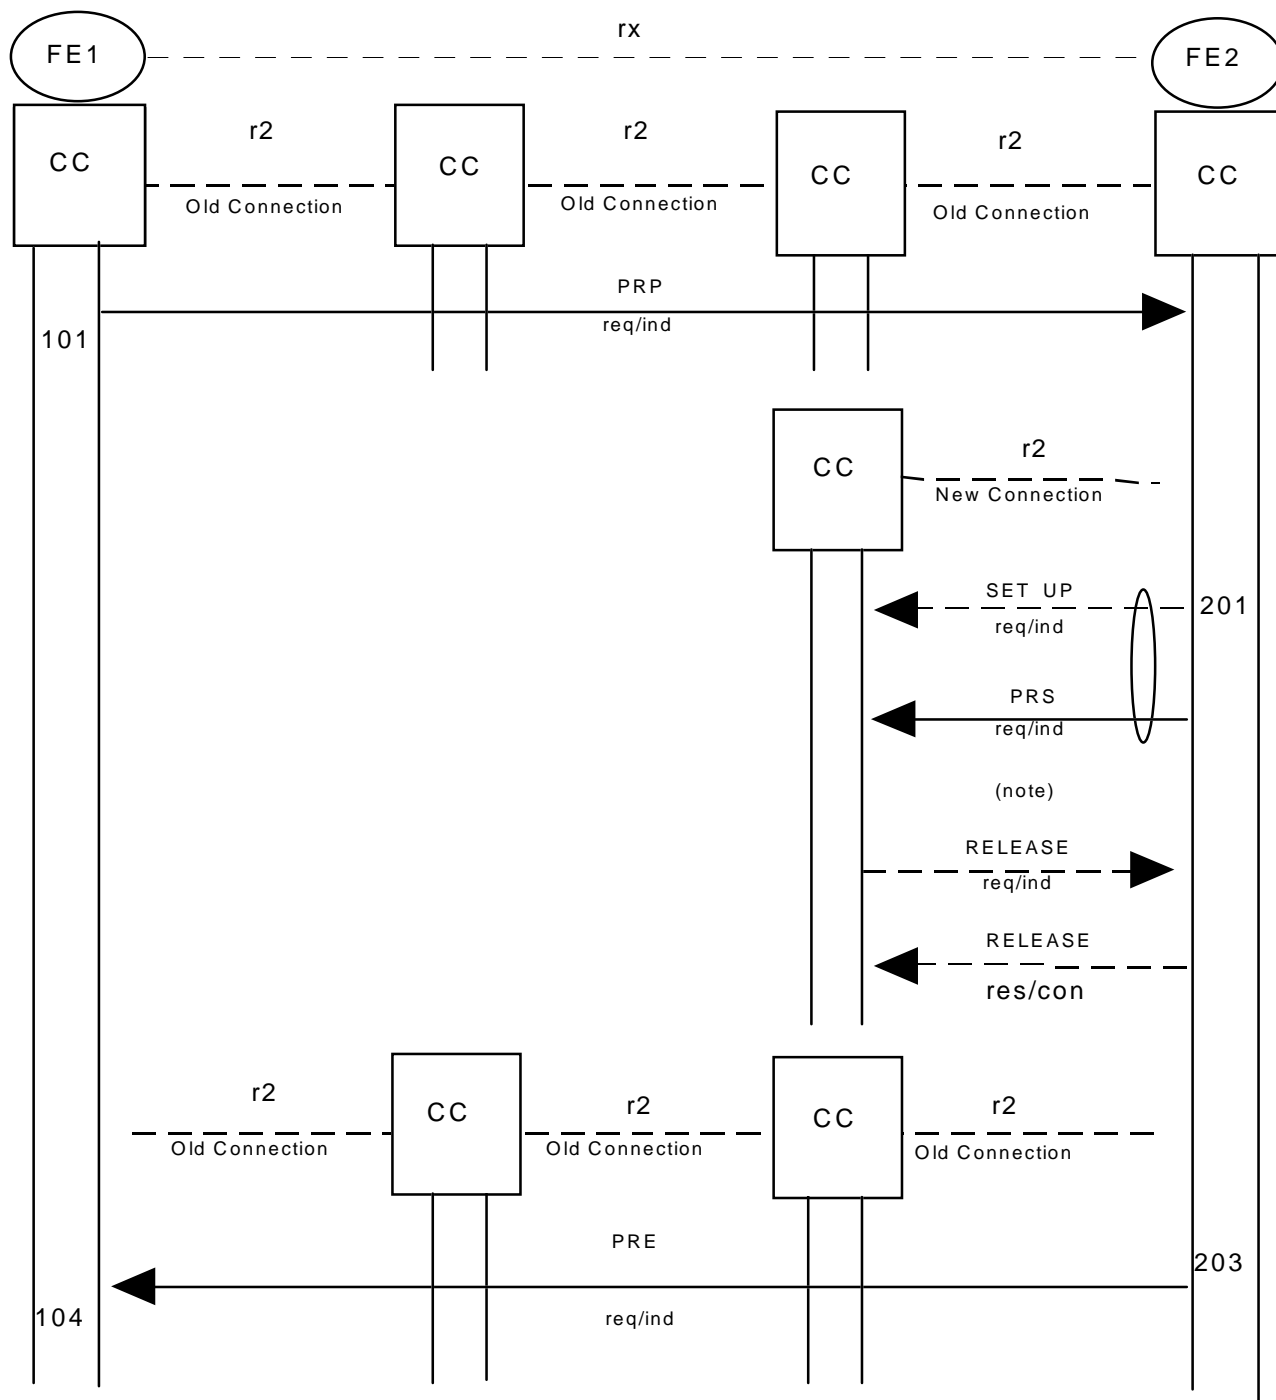 rx
FE1
FE2
r2
r2
r2
CC
CC
CC
CC
Old Connection
Old Connection
Old Connection
PRP
req/ind
101
r2
CC
New Connection
SET UP
201
req/ind
PRS
req/ind
(note)
RELEASE
req/ind
RELEASE
res/con
r2
r2
r2
CC
CC
Old Connection
Old Connection
Old Connection
PRE
203
104
req/ind